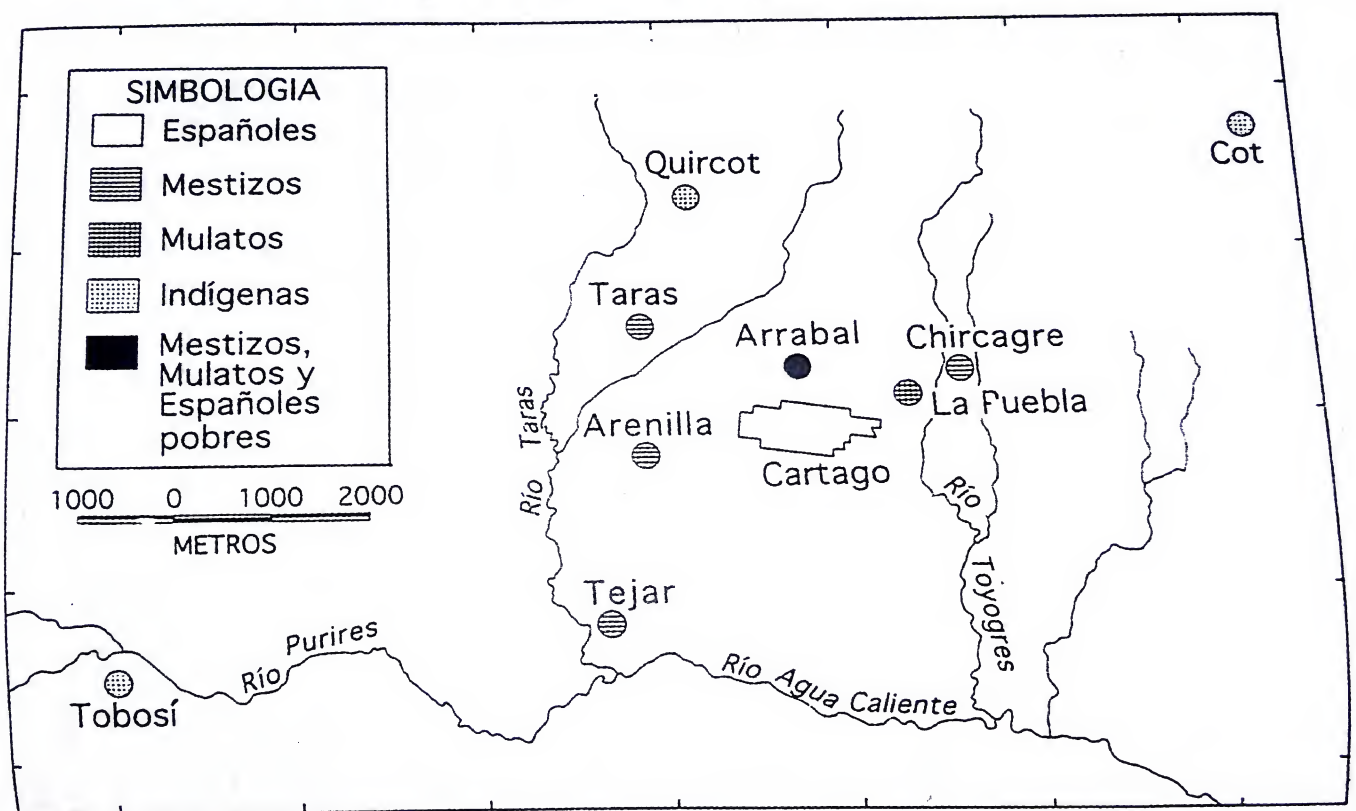 SIMBOLOGIA
Españoles
Mestizos
Mulatos
Indígenas
Mestizos,
Mulatos y
Españoles
pobres
1000 0 1000 2000
METROS
Cot
Quircot
Taras
Arrabal
Chircagre
La Puebla
Arenilla
Cartago
Río Taras
Río Toyogres
Tejar
Río Purires
Río Agua Caliente
Tobosí